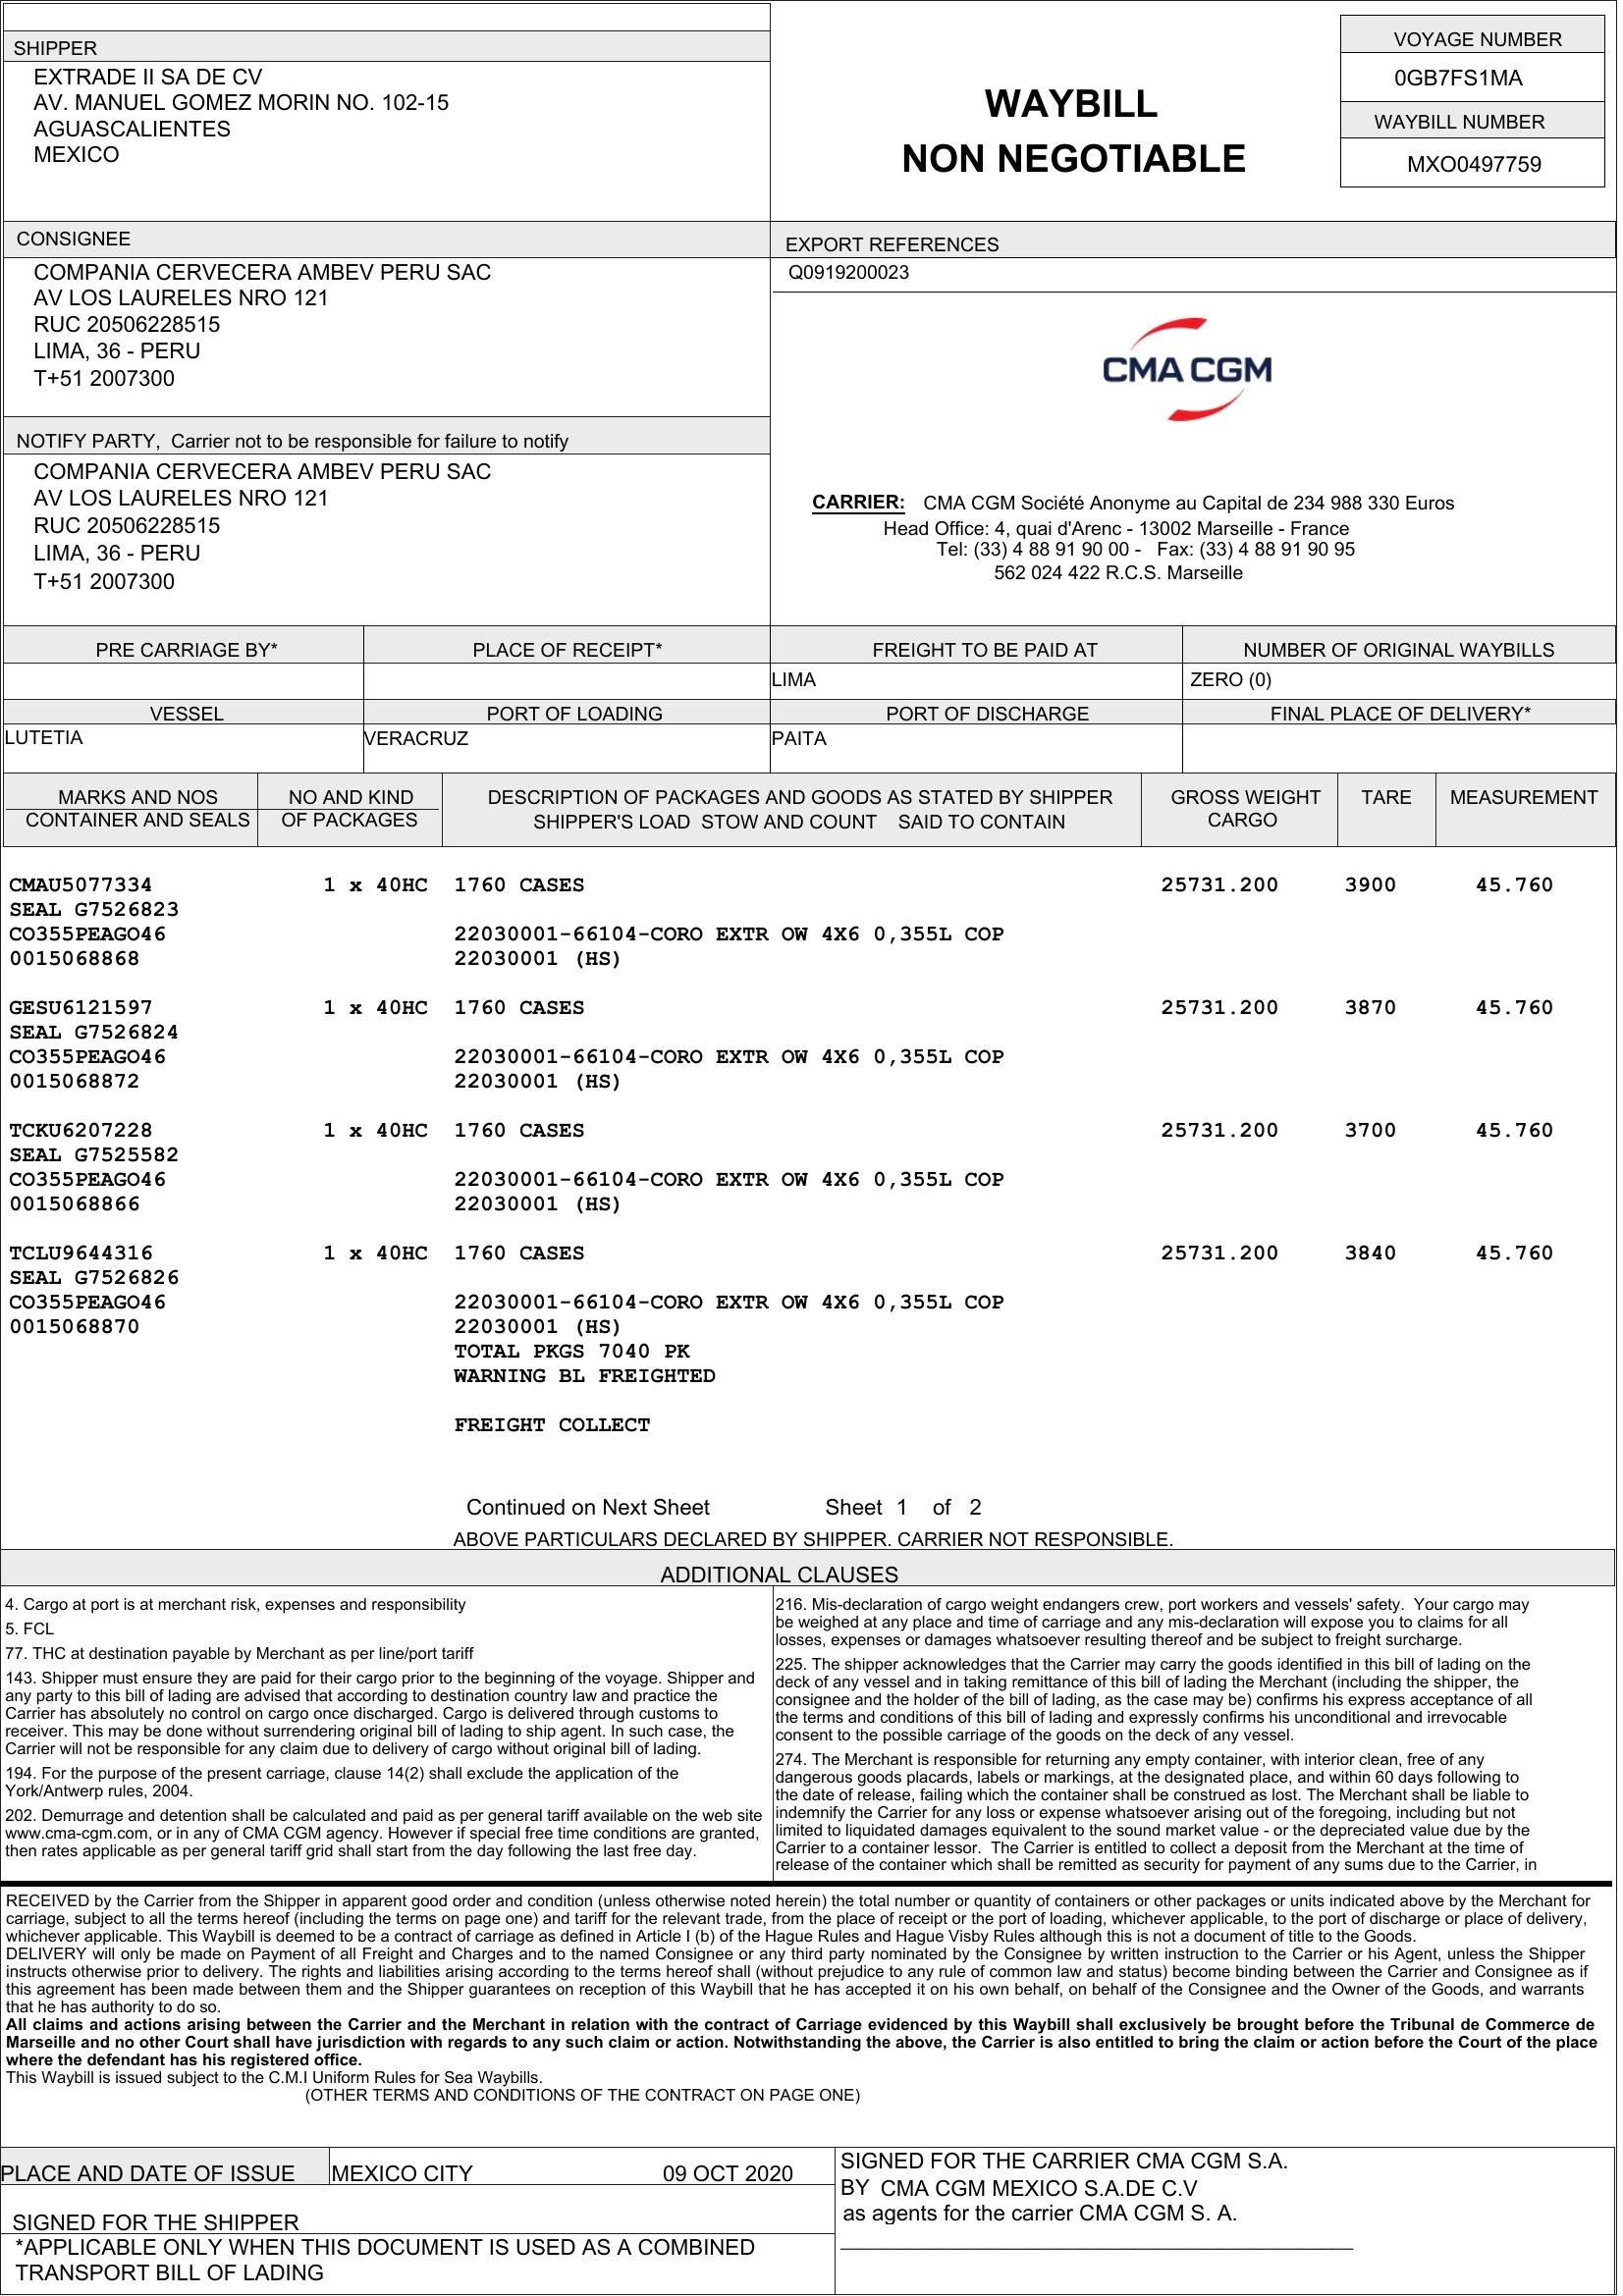 SHIPPER
EXTRADE II SA DE CV
AV. MANUEL GOMEZ MORIN NO. 102-15
AGUASCALIENTES
MEXICO
WAYBILL
NON NEGOTIABLE
VOYAGE NUMBER
0GB7FS1MA
WAYBILL NUMBER
MXO0497759
CONSIGNEE
COMPANIA CERVECERA AMBEV PERU SAC
AV LOS LAURELES NRO 121
RUC 20506228515
LIMA, 36 - PERU
T+51 2007300
EXPORT REFERENCES
Q0919200023
CMA CGM
NOTIFY PARTY, Carrier not to be responsible for failure to notify
COMPANIA CERVECERA AMBEV PERU SAC
AV LOS LAURELES NRO 121
RUC 20506228515
LIMA, 36 - PERU
T+51 2007300
CARRIER: CMA CGM Société Anonyme au Capital de 234 988 330 Euros
Head Office: 4, quai d'Arenc - 13002 Marseille - France
Tel: (33) 4 88 91 90 00 - Fax: (33) 4 88 91 90 95
562 024 422 R.C.S. Marseille
PRE CARRIAGE BY* PLACE OF RECEIPT* FREIGHT TO BE PAID AT NUMBER OF ORIGINAL WAYBILLS
LIMA ZERO (0)
VESSEL PORT OF LOADING PORT OF DISCHARGE FINAL PLACE OF DELIVERY*
LUTETIA VERACRUZ PAITA
MARKS AND NOS NO AND KIND DESCRIPTION OF PACKAGES AND GOODS AS STATED BY SHIPPER GROSS WEIGHT TARE MEASUREMENT
CONTAINER AND SEALS OF PACKAGES SHIPPER'S LOAD STOW AND COUNT SAID TO CONTAIN CARGO
CMAU5077334 1 x 40HC 1760 CASES 25731.200 3900 45.760
SEAL G7526823
CO355PEAGO46 22030001-66104-CORO EXTR OW 4X6 0,355L COP
0015068868 22030001 (HS)
GESU6121597 1 x 40HC 1760 CASES 25731.200 3870 45.760
SEAL G7526824
CO355PEAGO46 22030001-66104-CORO EXTR OW 4X6 0,355L COP
0015068872 22030001 (HS)
TCKU6207228 1 x 40HC 1760 CASES 25731.200 3700 45.760
SEAL G7525582
CO355PEAGO46 22030001-66104-CORO EXTR OW 4X6 0,355L COP
0015068866 22030001 (HS)
TCLU9644316 1 x 40HC 1760 CASES 25731.200 3840 45.760
SEAL G7526826
CO355PEAGO46 22030001-66104-CORO EXTR OW 4X6 0,355L COP
0015068870 22030001 (HS)
TOTAL PKGS 7040 PK
WARNING BL FREIGHTED
FREIGHT COLLECT
Continued on Next Sheet Sheet 1 of 2
ABOVE PARTICULARS DECLARED BY SHIPPER. CARRIER NOT RESPONSIBLE.
ADDITIONAL CLAUSES
4. Cargo at port is at merchant risk, expenses and responsibility
5. FCL
77. THC at destination payable by Merchant as per line/port tariff
143. Shipper must ensure they are paid for their cargo prior to the beginning of the voyage. Shipper and
any party to this bill of lading are advised that according to destination country law and practice the
Carrier has absolutely no control on cargo once discharged. Cargo is delivered through customs to
receiver. This may be done without surrendering original bill of lading to ship agent. In such case, the
Carrier will not be responsible for any claim due to delivery of cargo without original bill of lading.
194. For the purpose of the present carriage, clause 14(2) shall exclude the application of the
York/Antwerp rules, 2004.
202. Demurrage and detention shall be calculated and paid as per general tariff available on the web site
www.cma-cgm.com, or in any of CMA CGM agency. However if special free time conditions are granted,
then rates applicable as per general tariff grid shall start from the day following the last free day.
216. Mis-declaration of cargo weight endangers crew, port workers and vessels' safety. Your cargo may
be weighed at any place and time of carriage and any mis-declaration will expose you to claims for all
losses, expenses or damages whatsoever resulting thereof and be subject to freight surcharge.
225. The shipper acknowledges that the Carrier may carry the goods identified in this bill of lading on the
deck of any vessel and in taking remittance of this bill of lading the Merchant (including the shipper, the
consignee and the holder of the bill of lading, as the case may be) confirms his express acceptance of all
the terms and conditions of this bill of lading and expressly confirms his unconditional and irrevocable
consent to the possible carriage of the goods on the deck of any vessel.
274. The Merchant is responsible for returning any empty container, with interior clean, free of any
dangerous goods placards, labels or markings, at the designated place, and within 60 days following to
the date of release, failing which the container shall be construed as lost. The Merchant shall be liable to
indemnify the Carrier for any loss or expense whatsoever arising out of the foregoing, including but not
limited to liquidated damages equivalent to the sound market value - or the depreciated value due by the
Carrier to a container lessor. The Carrier is entitled to collect a deposit from the Merchant at the time of
release of the container which shall be remitted as security for payment of any sums due to the Carrier, in
RECEIVED by the Carrier from the Shipper in apparent good order and condition (unless otherwise noted herein) the total number or quantity of containers or other packages or units indicated above by the Merchant for
carriage, subject to all the terms hereof (including the terms on page one) and tariff for the relevant trade, from the place of receipt or the port of loading, whichever applicable, to the port of discharge or place of delivery,
whichever applicable. This Waybill is deemed to be a contract of carriage as defined in Article I (b) of the Hague Rules and Hague Visby Rules although this is not a document of title to the Goods.
DELIVERY will only be made on Payment of all Freight and Charges and to the named Consignee or any third party nominated by the Consignee by written instruction to the Carrier or his Agent, unless the Shipper
instructs otherwise prior to delivery. The rights and liabilities arising according to the terms hereof shall (without prejudice to any rule of common law and status) become binding between the Carrier and Consignee as if
this agreement has been made between them and the Shipper guarantees on reception of this Waybill that he has accepted it on his own behalf, on behalf of the Consignee and the Owner of the Goods, and warrants
that he has authority to do so.
All claims and actions arising between the Carrier and the Merchant in relation with the contract of Carriage evidenced by this Waybill shall exclusively be brought before the Tribunal de Commerce de
Marseille and no other Court shall have jurisdiction with regards to any such claim or action. Notwithstanding the above, the Carrier is also entitled to bring the claim or action before the Court of the place
where the defendant has his registered office.
This Waybill is issued subject to the C.M.I Uniform Rules for Sea Waybills.
(OTHER TERMS AND CONDITIONS OF THE CONTRACT ON PAGE ONE)
PLACE AND DATE OF ISSUE MEXICO CITY 09 OCT 2020
SIGNED FOR THE SHIPPER
*APPLICABLE ONLY WHEN THIS DOCUMENT IS USED AS A COMBINED
TRANSPORT BILL OF LADING
SIGNED FOR THE CARRIER CMA CGM S.A.
BY CMA CGM MEXICO S.A.DE C.V
as agents for the carrier CMA CGM S. A.